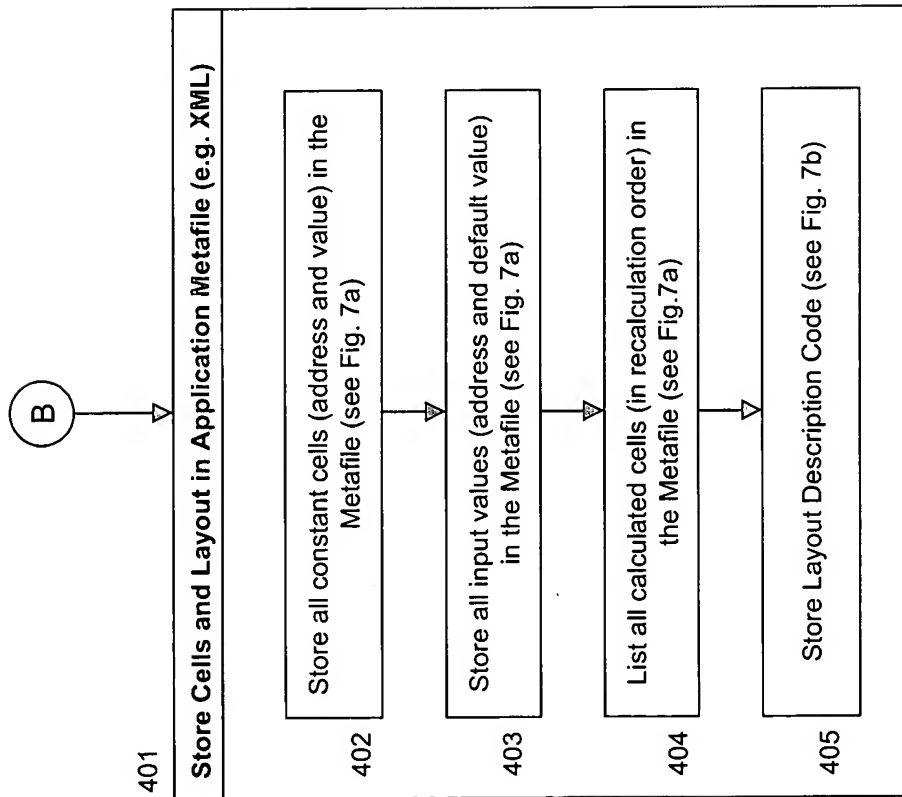 B
401
Store Cells and Layout in Application Metafile (e.g. XML)
402
Store all constant cells (address and value) in the
Metafile (see Fig. 7a)
403
Store all input values (address and default value)
in the Metafile (see Fig. 7a)
404
List all calculated cells (in recalculation order) in
the Metafile (see Fig.7a)
405
Store Layout Description Code (see Fig. 7b)